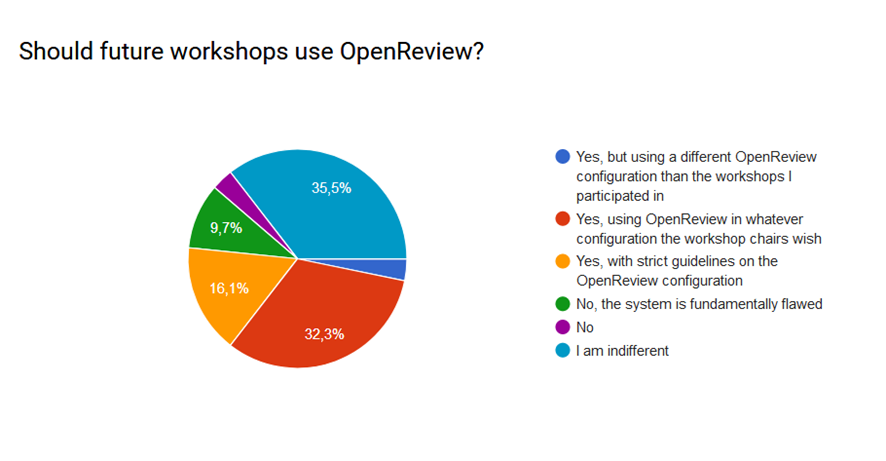 Should future workshops use OpenReview?
35,5%
9,7%
16,1%
32,3%
Yes, but using a different OpenReview
configuration than the workshops I
participated in
Yes, using OpenReview in whatever
configuration the workshop chairs wish
Yes, with strict guidelines on the
OpenReview configuration
No, the system is fundamentally flawed
No
I am indifferent